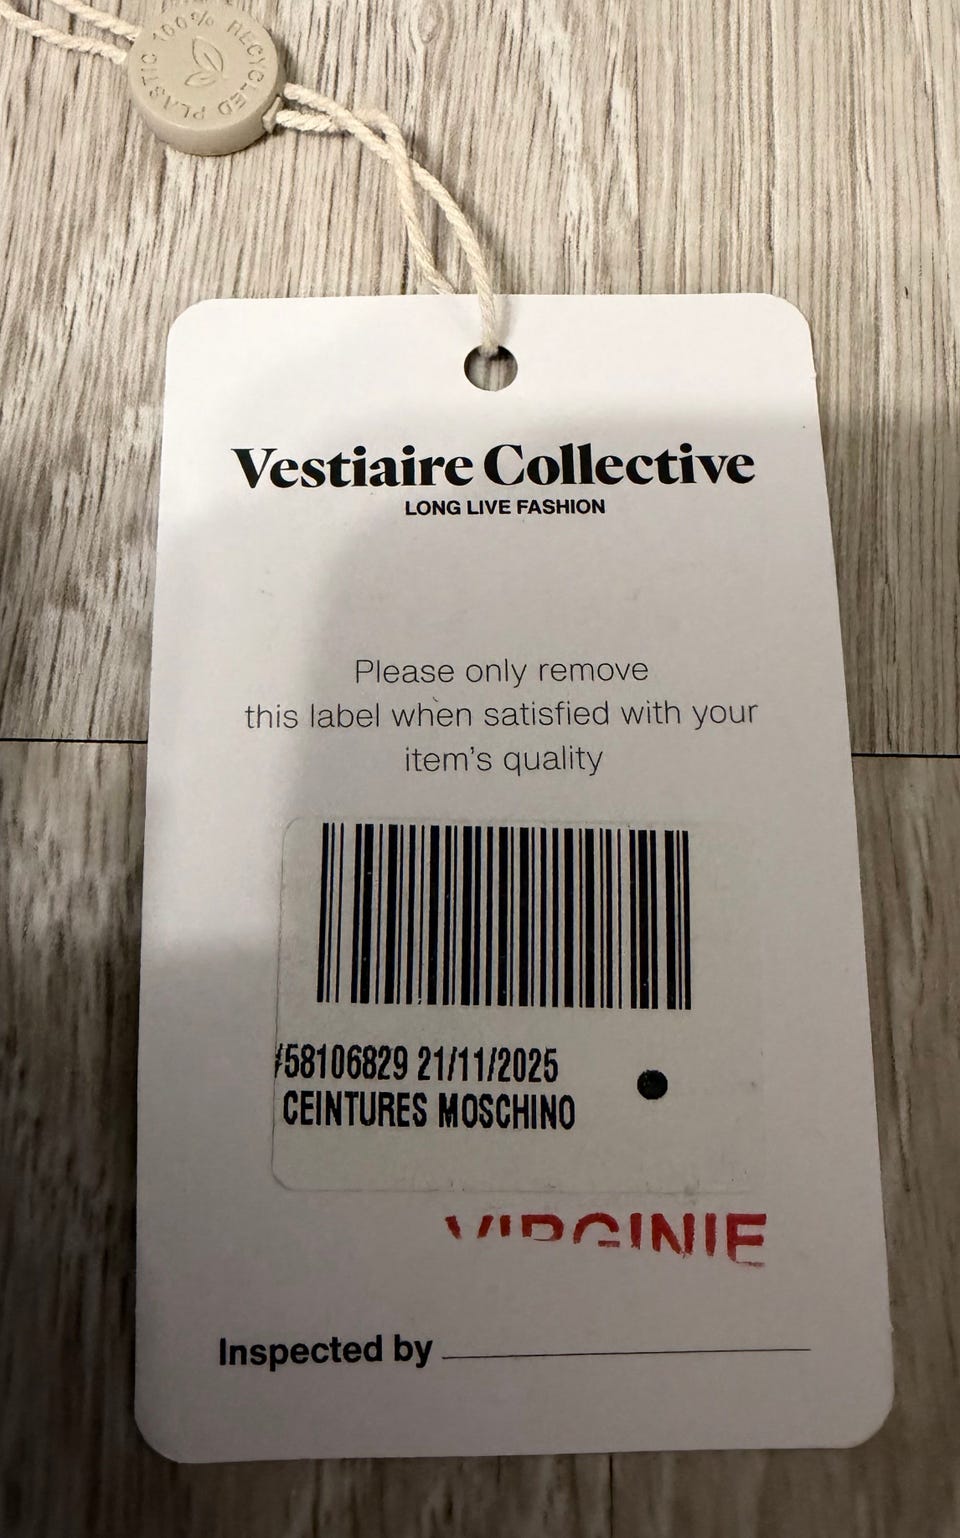 100% RECYCLED PLASTIC
Vestiaire Collective
LONG LIVE FASHION
Please only remove
this label when satisfied with your
item's quality
#58106829 21/11/2025
CEINTURES MOSCHINO
VIRGINIE
Inspected by